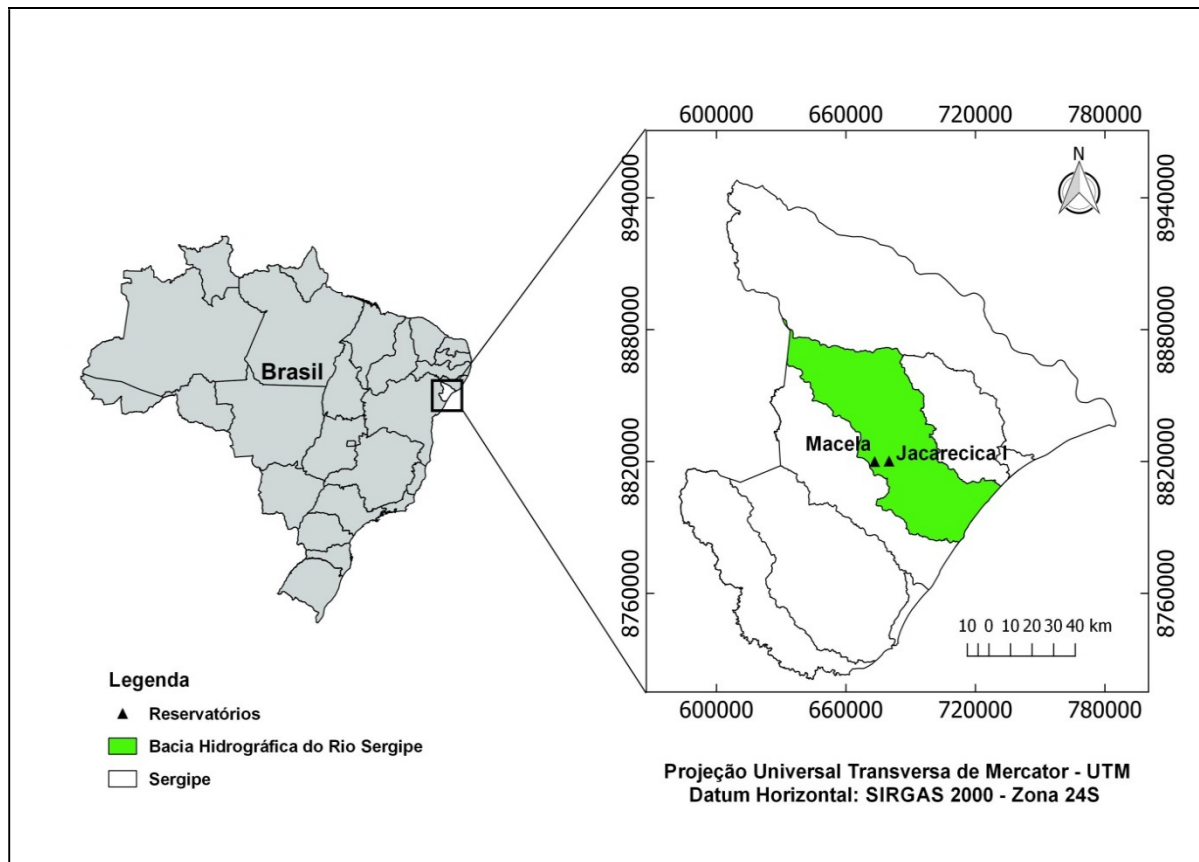 600000 660000 720000 780000
N
8940000 8940000
8880000 8880000
Brasil
Macela Jacarecica I
8820000 8820000
8760000 8760000
10 0 10 20 30 40 km
600000 660000 720000 780000
Legenda
Reservatórios
Bacia Hidrográfica do Rio Sergipe
Sergipe
Projeção Universal Transversa de Mercator - UTM
Datum Horizontal: SIRGAS 2000 - Zona 24S